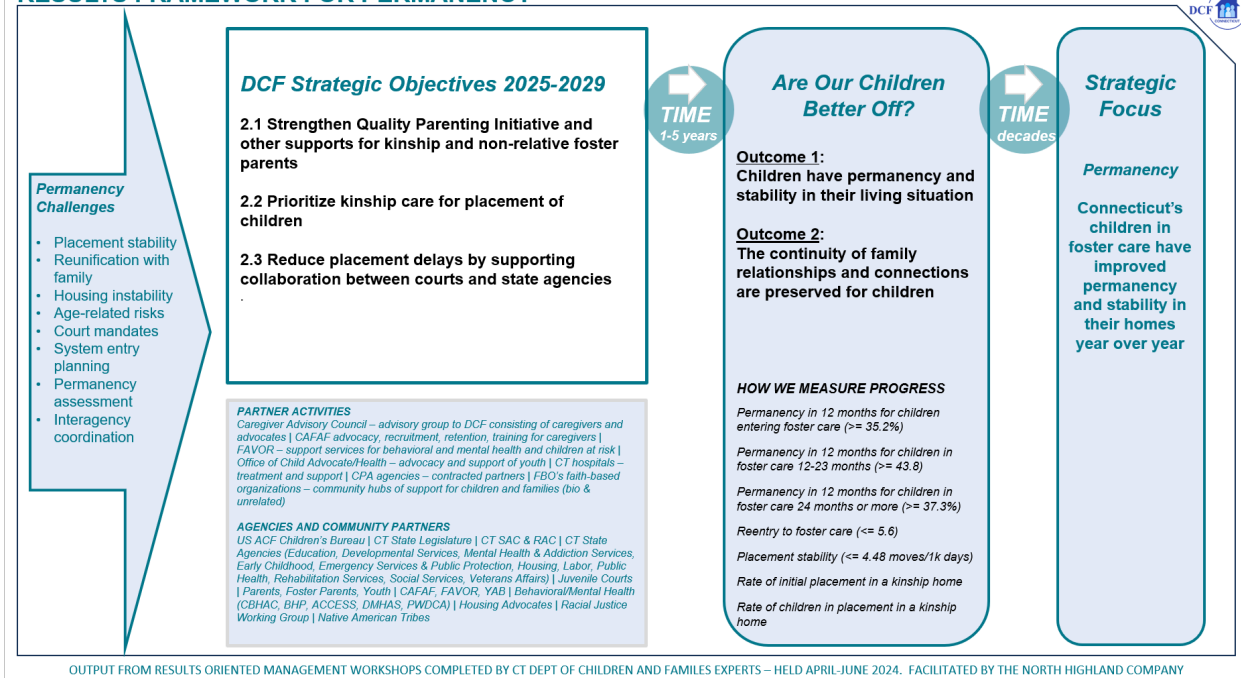 RESULTS FRAMEWORK FOR PERMANENCY
DCF
CONNECTICUT
Permanency
Challenges
• Placement stability
• Reunification with
family
• Housing instability
• Age-related risks
• Court mandates
• System entry
planning
• Permanency
assessment
• Interagency
coordination
DCF Strategic Objectives 2025-2029
2.1 Strengthen Quality Parenting Initiative and
other supports for kinship and non-relative foster
parents
2.2 Prioritize kinship care for placement of
children
2.3 Reduce placement delays by supporting
collaboration between courts and state agencies
.
PARTNER ACTIVITIES
Caregiver Advisory Council – advisory group to DCF consisting of caregivers and
advocates | CAFAF advocacy, recruitment, retention, training for caregivers |
FAVOR – support services for behavioral and mental health and children at risk |
Office of Child Advocate/Health – advocacy and support of youth | CT hospitals –
treatment and support | CPA agencies – contracted partners | FBO's faith-based
organizations – community hubs of support for children and families (bio &
unrelated)
AGENCIES AND COMMUNITY PARTNERS
US ACF Children's Bureau | CT State Legislature | CT SAC & RAC | CT State
Agencies (Education, Developmental Services, Mental Health & Addiction Services,
Early Childhood, Emergency Services & Public Protection, Housing, Labor, Public
Health, Rehabilitation Services, Social Services, Veterans Affairs) | Juvenile Courts
| Parents, Foster Parents, Youth | CAFAF, FAVOR, YAB | Behavioral/Mental Health
(CBHAC, BHP, ACCESS, DMHAS, PWDCA) | Housing Advocates | Racial Justice
Working Group | Native American Tribes
TIME
1-5 years
Are Our Children
Better Off?
Outcome 1:
Children have permanency and
stability in their living situation
Outcome 2:
The continuity of family
relationships and connections
are preserved for children
HOW WE MEASURE PROGRESS
Permanency in 12 months for children
entering foster care (>= 35.2%)
Permanency in 12 months for children in
foster care 12-23 months (>= 43.8)
Permanency in 12 months for children in
foster care 24 months or more (>= 37.3%)
Reentry to foster care (<= 5.6)
Placement stability (<= 4.48 moves/1k days)
Rate of initial placement in a kinship home
Rate of children in placement in a kinship
home
TIME
decades
Strategic
Focus
Permanency
Connecticut's
children in
foster care have
improved
permanency
and stability in
their homes
year over year
OUTPUT FROM RESULTS ORIENTED MANAGEMENT WORKSHOPS COMPLETED BY CT DEPT OF CHILDREN AND FAMILES EXPERTS – HELD APRIL-JUNE 2024. FACILITATED BY THE NORTH HIGHLAND COMPANY